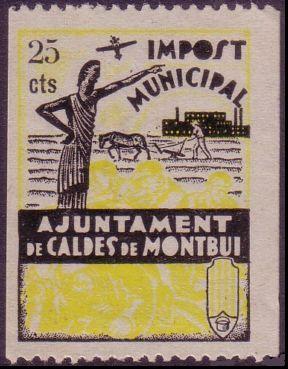 25
cts
IMPOST
MUNICIPAL
AJUNTAMENT
DE CALDES DE MONTBUI